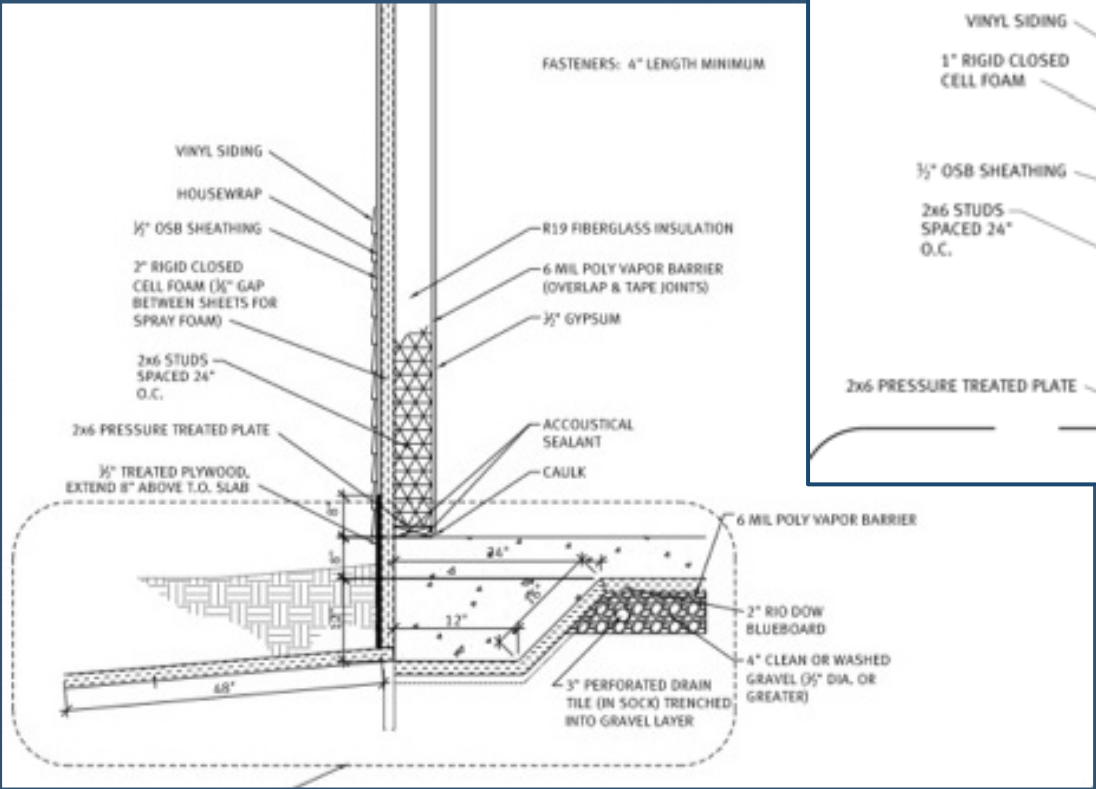 FASTENERS: 4" LENGTH MINIMUM
VINYL SIDING
HOUSEWRAP
½" OSB SHEATHING
2" RIGID CLOSED
CELL FOAM (GAP
BETWEEN SHEETS FOR
SPRAY FOAM)
2x6 STUDS
SPACED 24"
O.C.
2x6 PRESSURE TREATED PLATE
½" TREATED PLYWOOD,
EXTEND 8" ABOVE T.O. SLAB
R19 FIBERGLASS INSULATION
6 MIL POLY VAPOR BARRIER
(OVERLAP & TAPE JOINTS)
½" GYPSUM
ACCOUSTICAL
SEALANT
CAULK
8"
8"
24"
12"
48"
6 MIL POLY VAPOR BARRIER
2" RIO DOW
BLUEBOARD
4" CLEAN OR WASHED
GRAVEL (DIA. OR
GREATER)
3" PERFORATED DRAIN
TILE (IN SOCK) TRENCHED
INTO GRAVEL LAYER
VINYL SIDING
1" RIGID CLOSED
CELL FOAM
½" OSB SHEATHING
2x6 STUDS
SPACED 24"
O.C.
2x6 PRESSURE TREATED PLATE